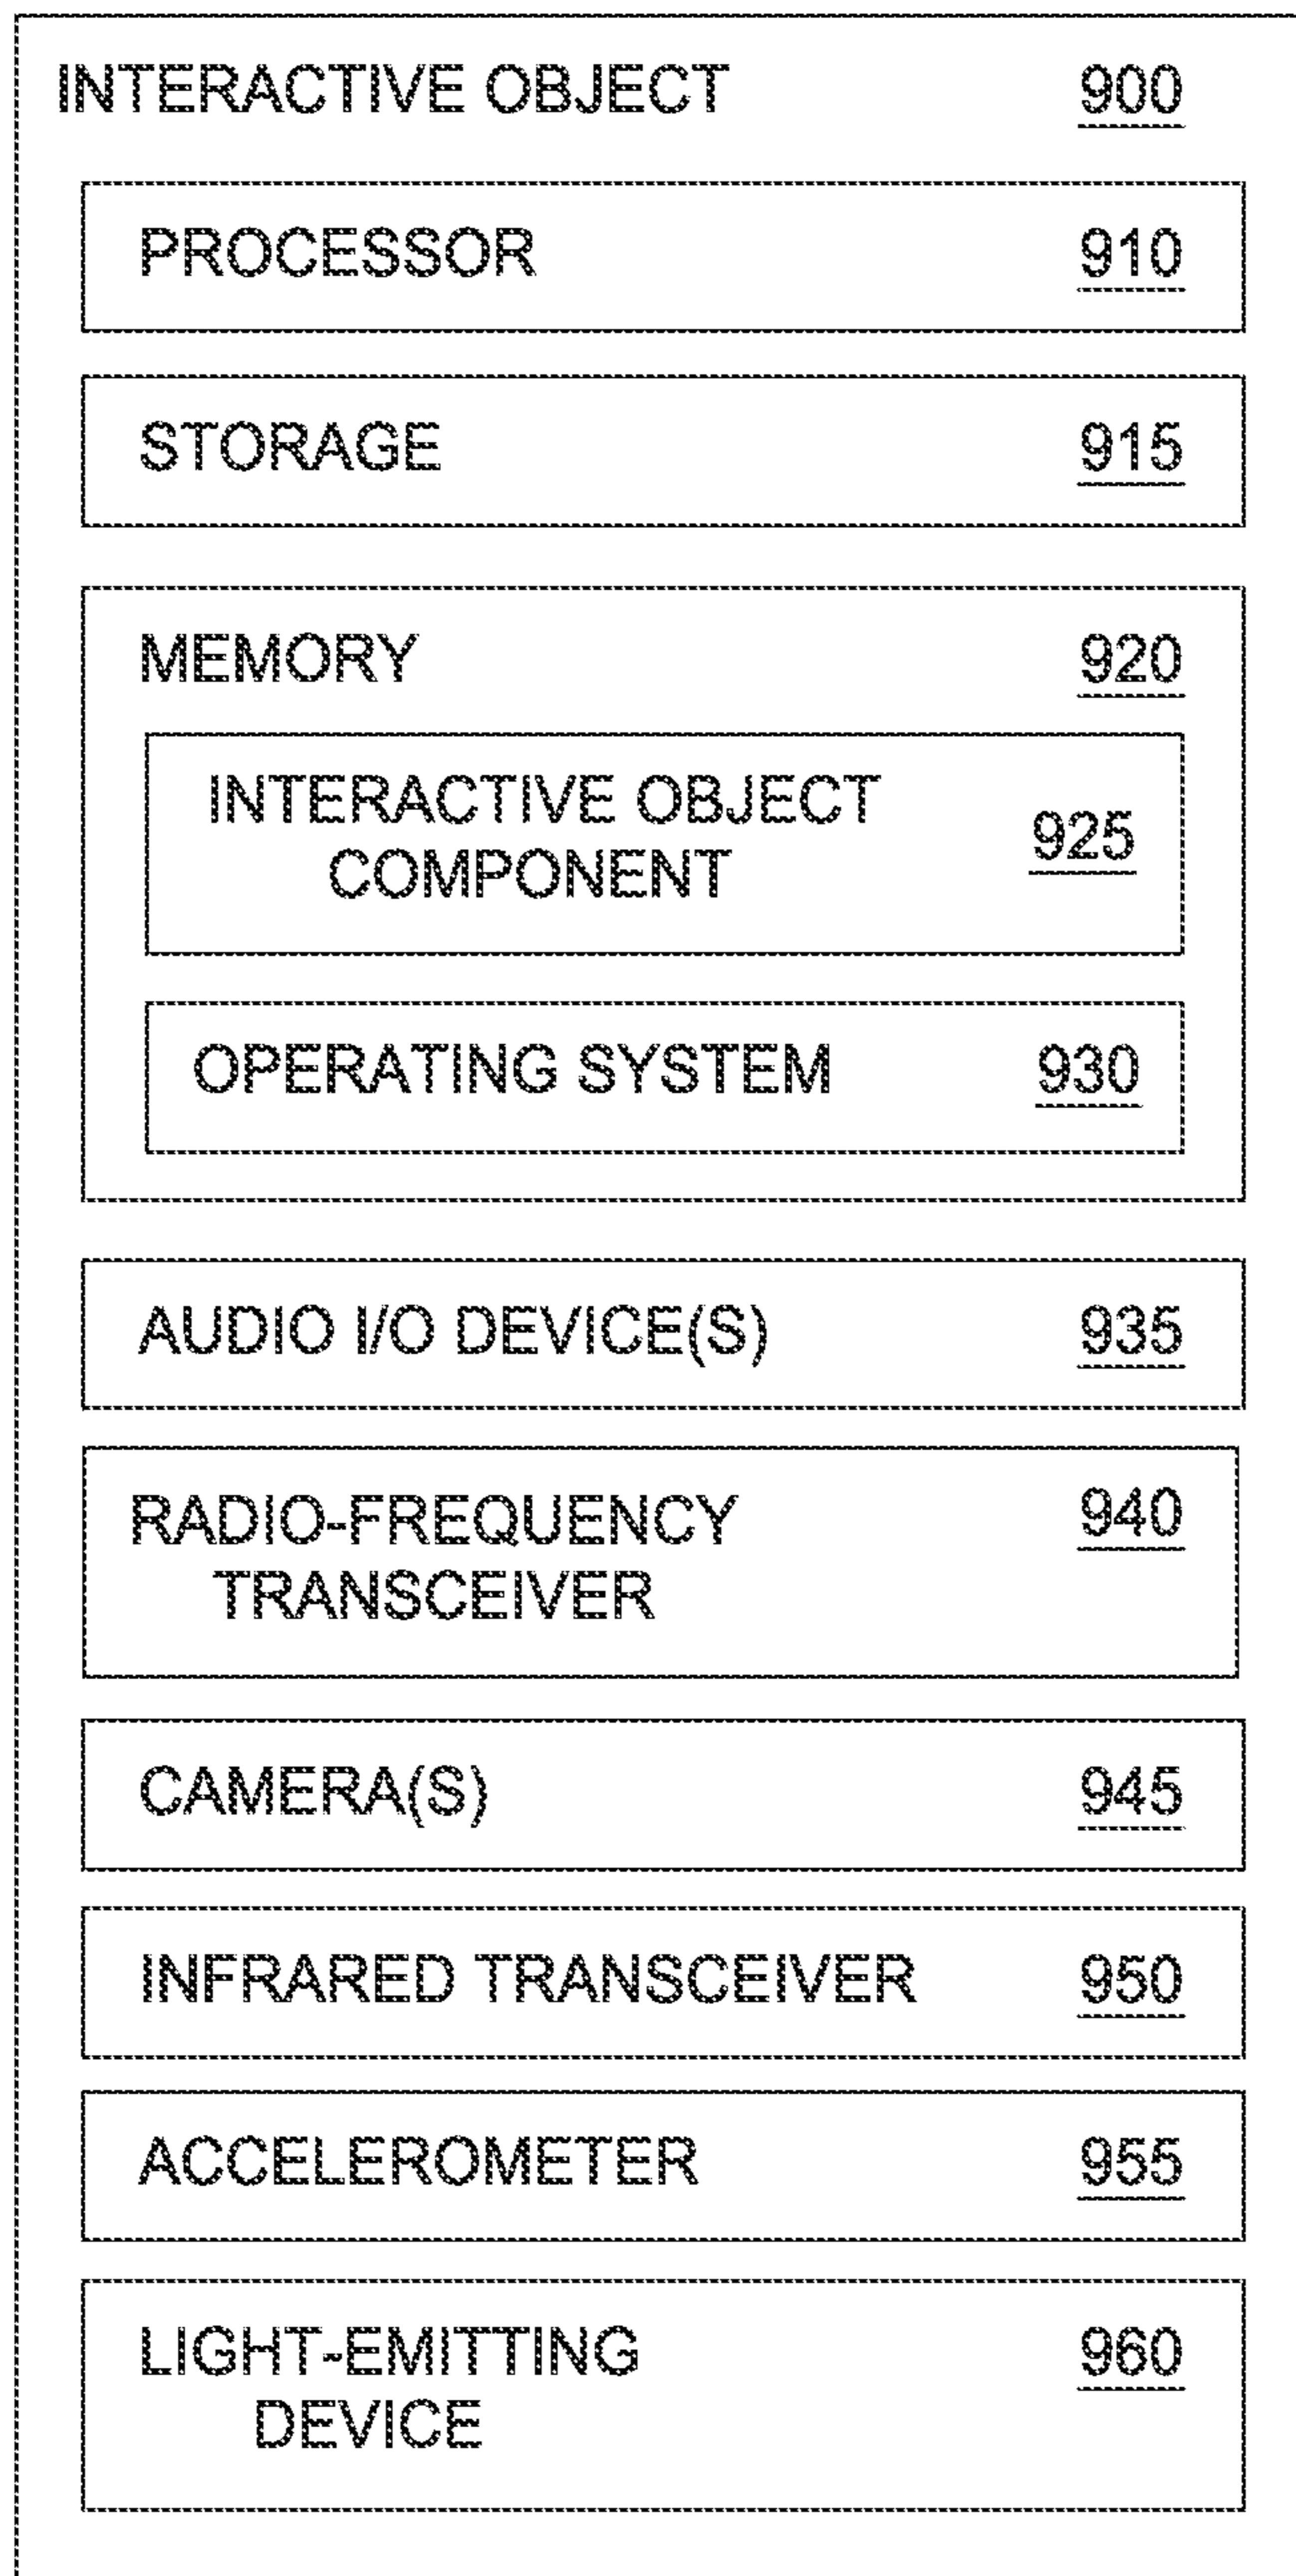 INTERACTIVE OBJECT 900
PROCESSOR 910
STORAGE 915
MEMORY 920
INTERACTIVE OBJECT
COMPONENT
925
OPERATING SYSTEM 930
AUDIO I/O DEVICE(S) 935
RADIO-FREQUENCY 940
TRANSCEIVER
CAMERA(S) 945
INFRARED TRANSCEIVER 950
ACCELEROMETER 955
LIGHT-EMITTING 960
DEVICE